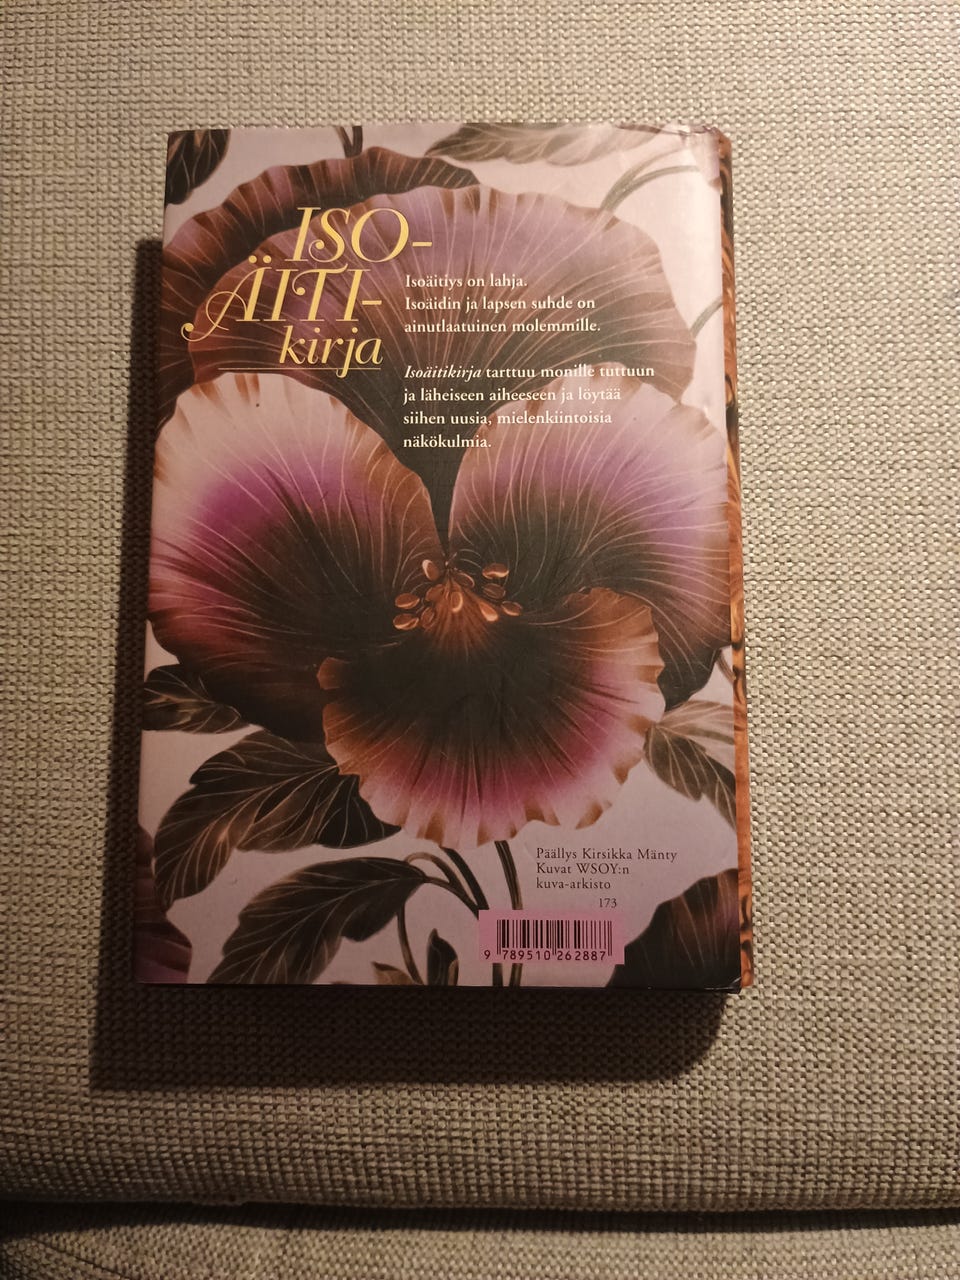 ISO-
ÄITI-
kirja
Isoäitiys on lahja.
Isoäidin ja lapsen suhde on
ainutlaatuinen molemmille.
Isoäitikirja tarttuu monille tuttuun
ja läheiseen aiheeseen ja löytää
siihen uusia, mielenkiintoisia
näkökulmia.
Päällys Kirsikka Mänty
Kuvat WSOY:n
kuva-arkisto
173
9 789510 262887